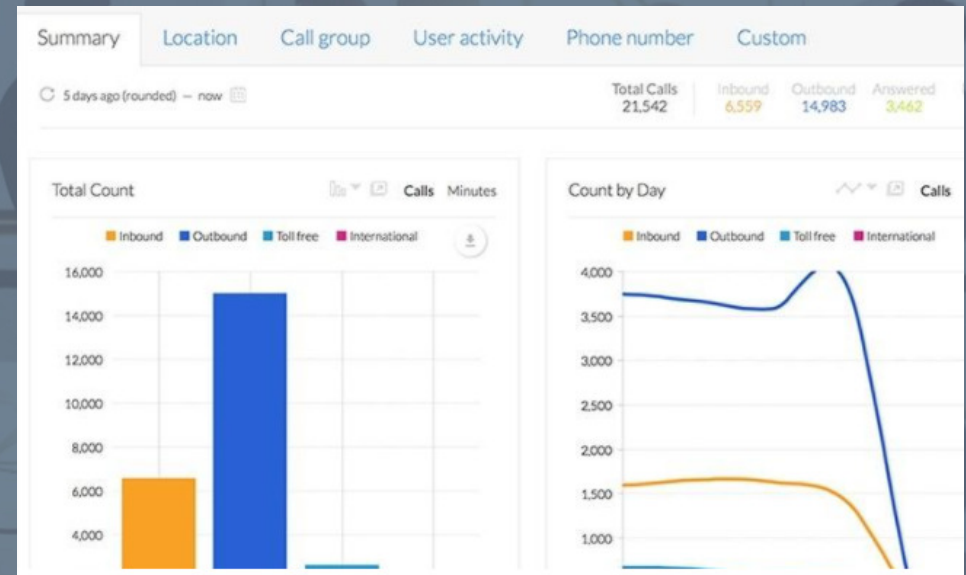 Summary Location Call group User activity Phone number Custom
5 days ago (rounded) — now
Total Calls Inbound Outbound Answered
21,542 6,559 14,983 3,462
Total Count
Calls Minutes
Inbound Outbound Toll free International
16,000
14,000
12,000
10,000
8,000
6,000
4,000
Count by Day
Calls
Inbound Outbound Toll free International
4,000
3,500
3,000
2,500
2,000
1,500
1,000